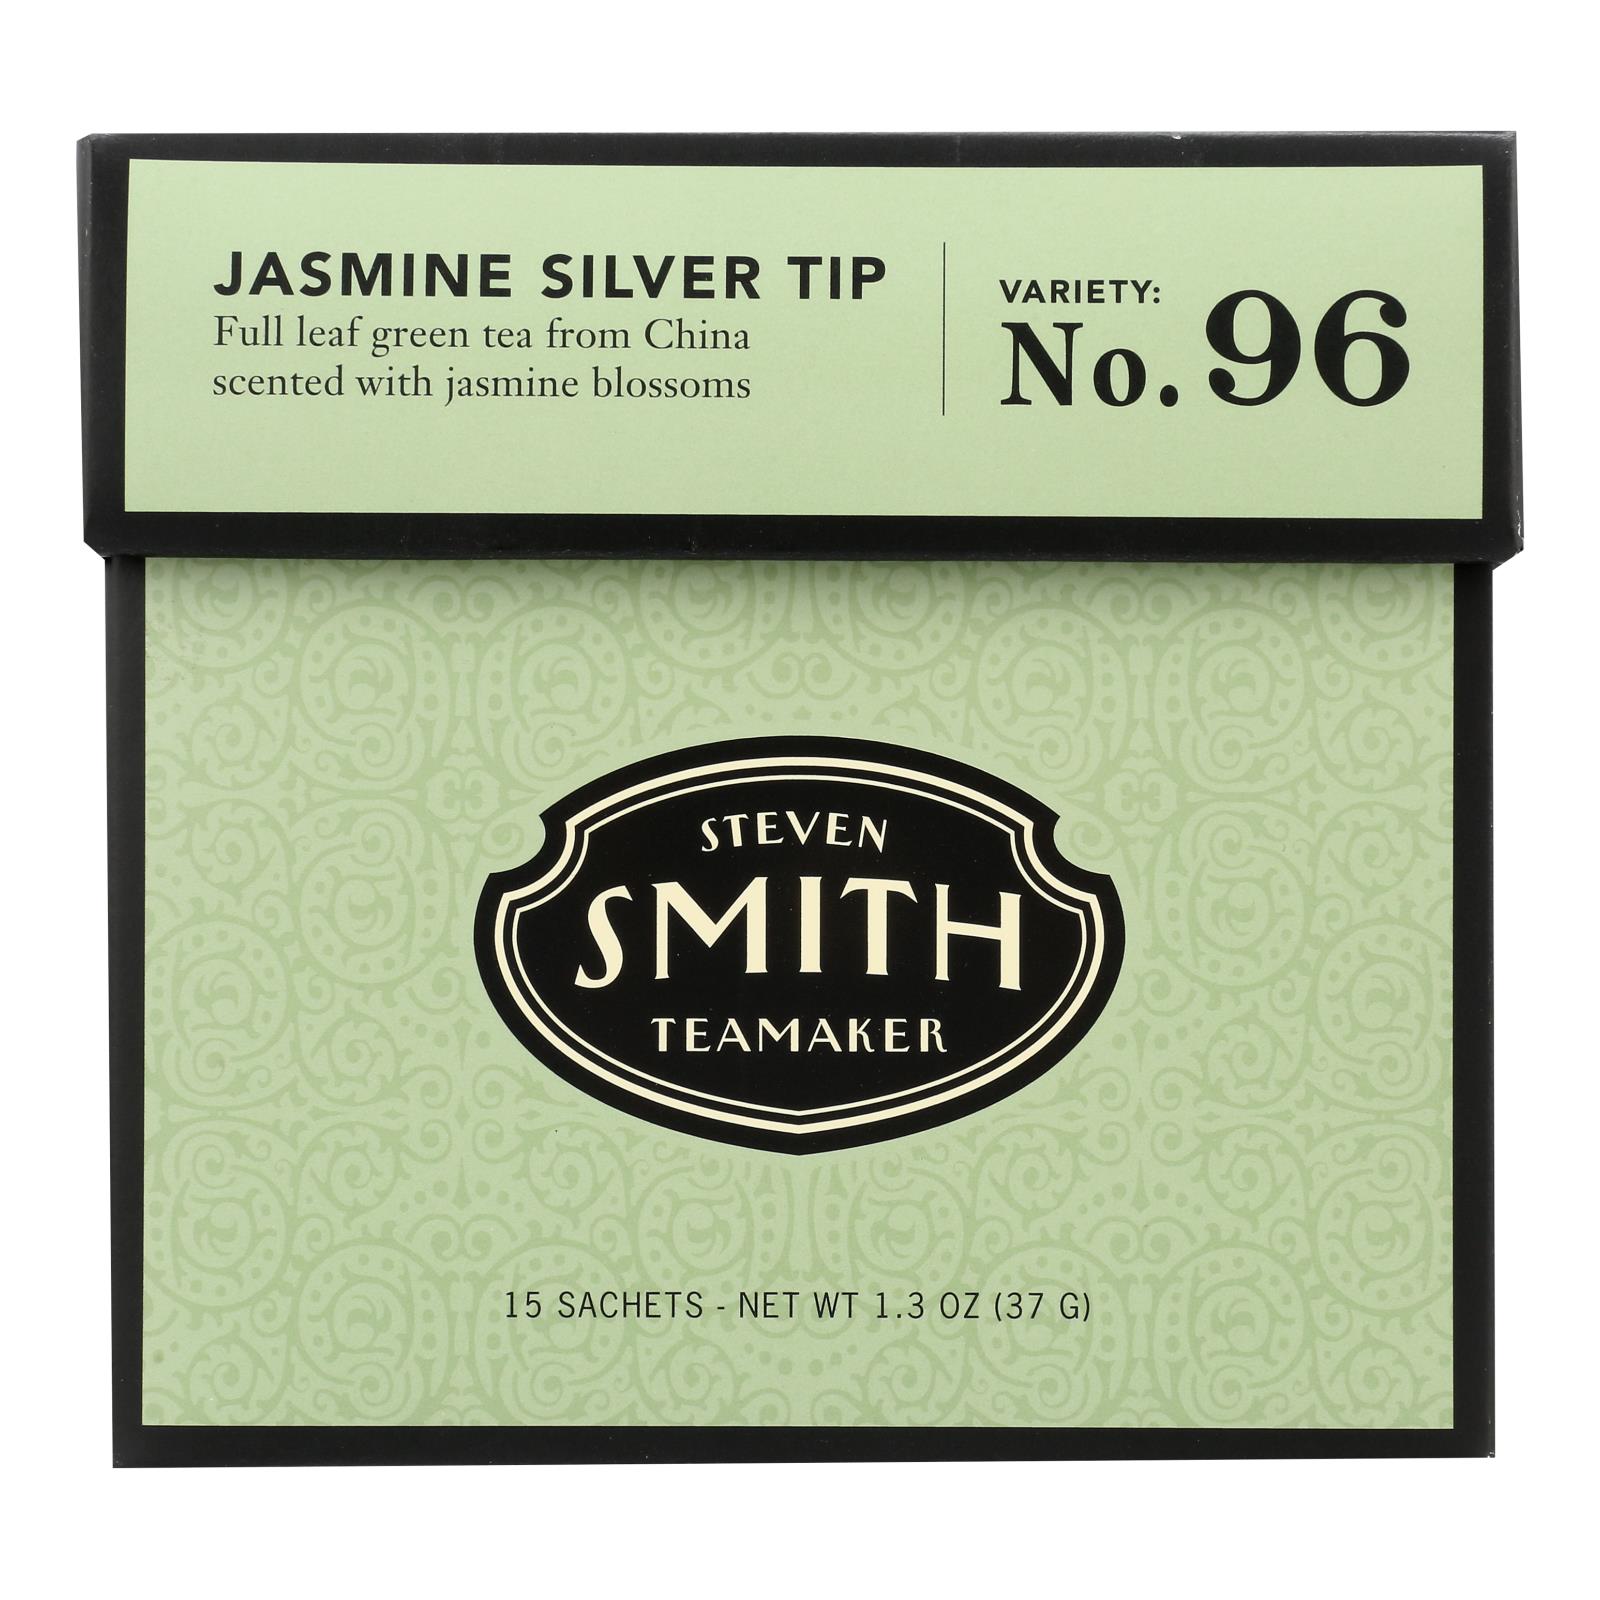 JASMINE SILVER TIP
Full leaf green tea from China
scented with jasmine blossoms
VARIETY:
No. 96
STEVEN
SMITH
TEAMAKER
15 SACHETS - NET WT 1.3 OZ (37 G)